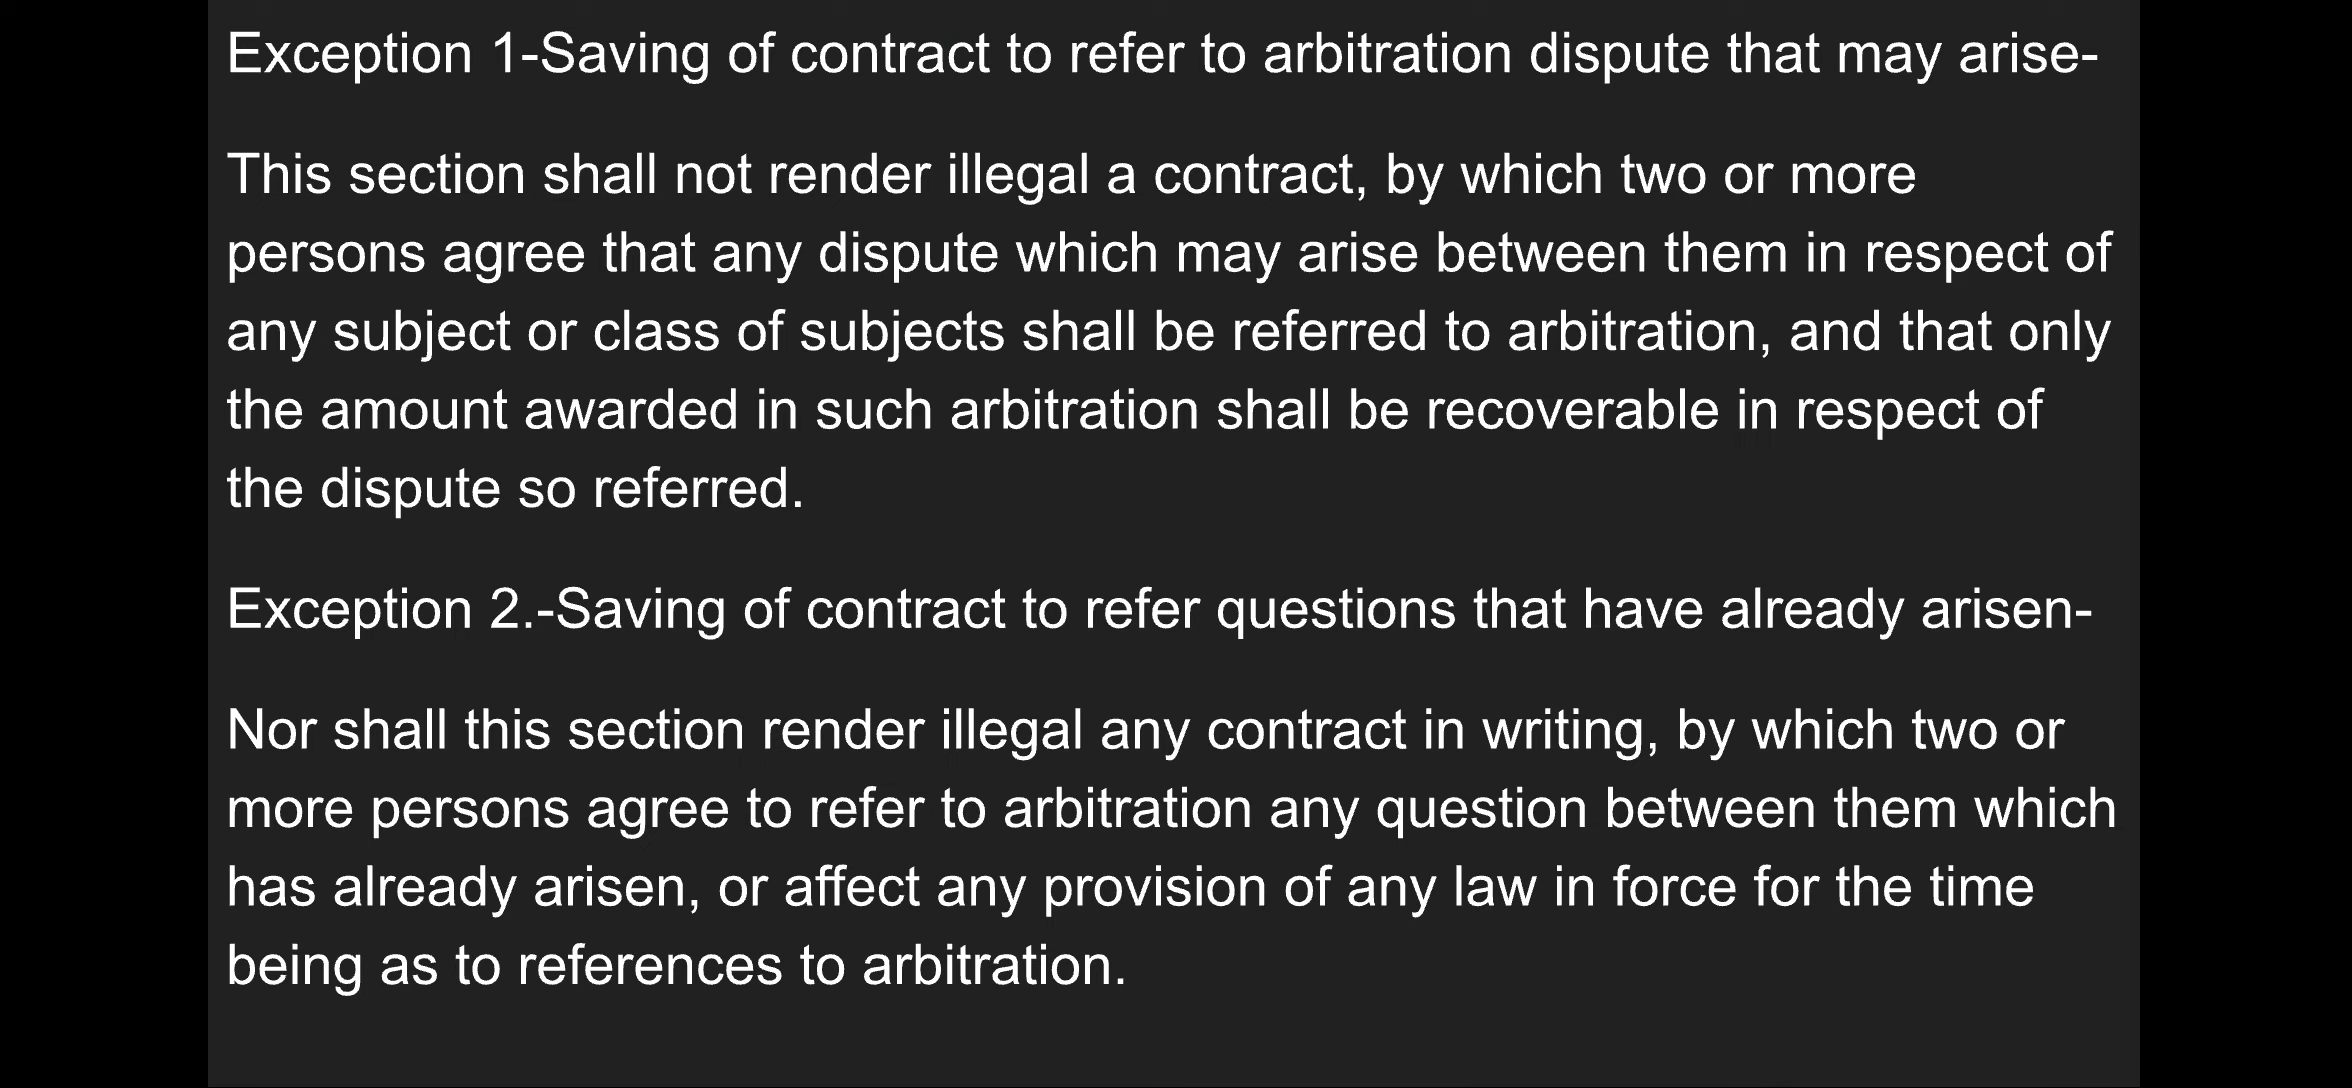 Exception 1-Saving of contract to refer to arbitration dispute that may arise-
This section shall not render illegal a contract, by which two or more
persons agree that any dispute which may arise between them in respect of
any subject or class of subjects shall be referred to arbitration, and that only
the amount awarded in such arbitration shall be recoverable in respect of
the dispute so referred.
Exception 2.-Saving of contract to refer questions that have already arisen-
Nor shall this section render illegal any contract in writing, by which two or
more persons agree to refer to arbitration any question between them which
has already arisen, or affect any provision of any law in force for the time
being as to references to arbitration.